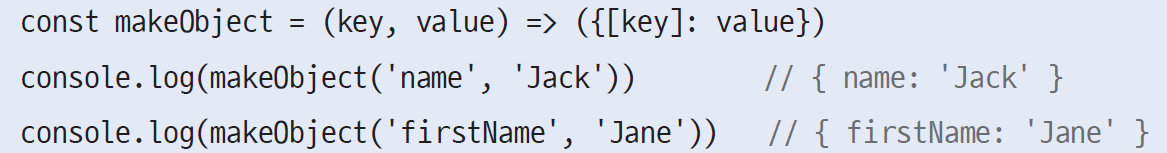 const makeObject = (key, value) => ({[key]: value})
console.log(makeObject('name', 'Jack')) // { name: 'Jack' }
console.log(makeObject('firstName', 'Jane')) // { firstName: 'Jane' }